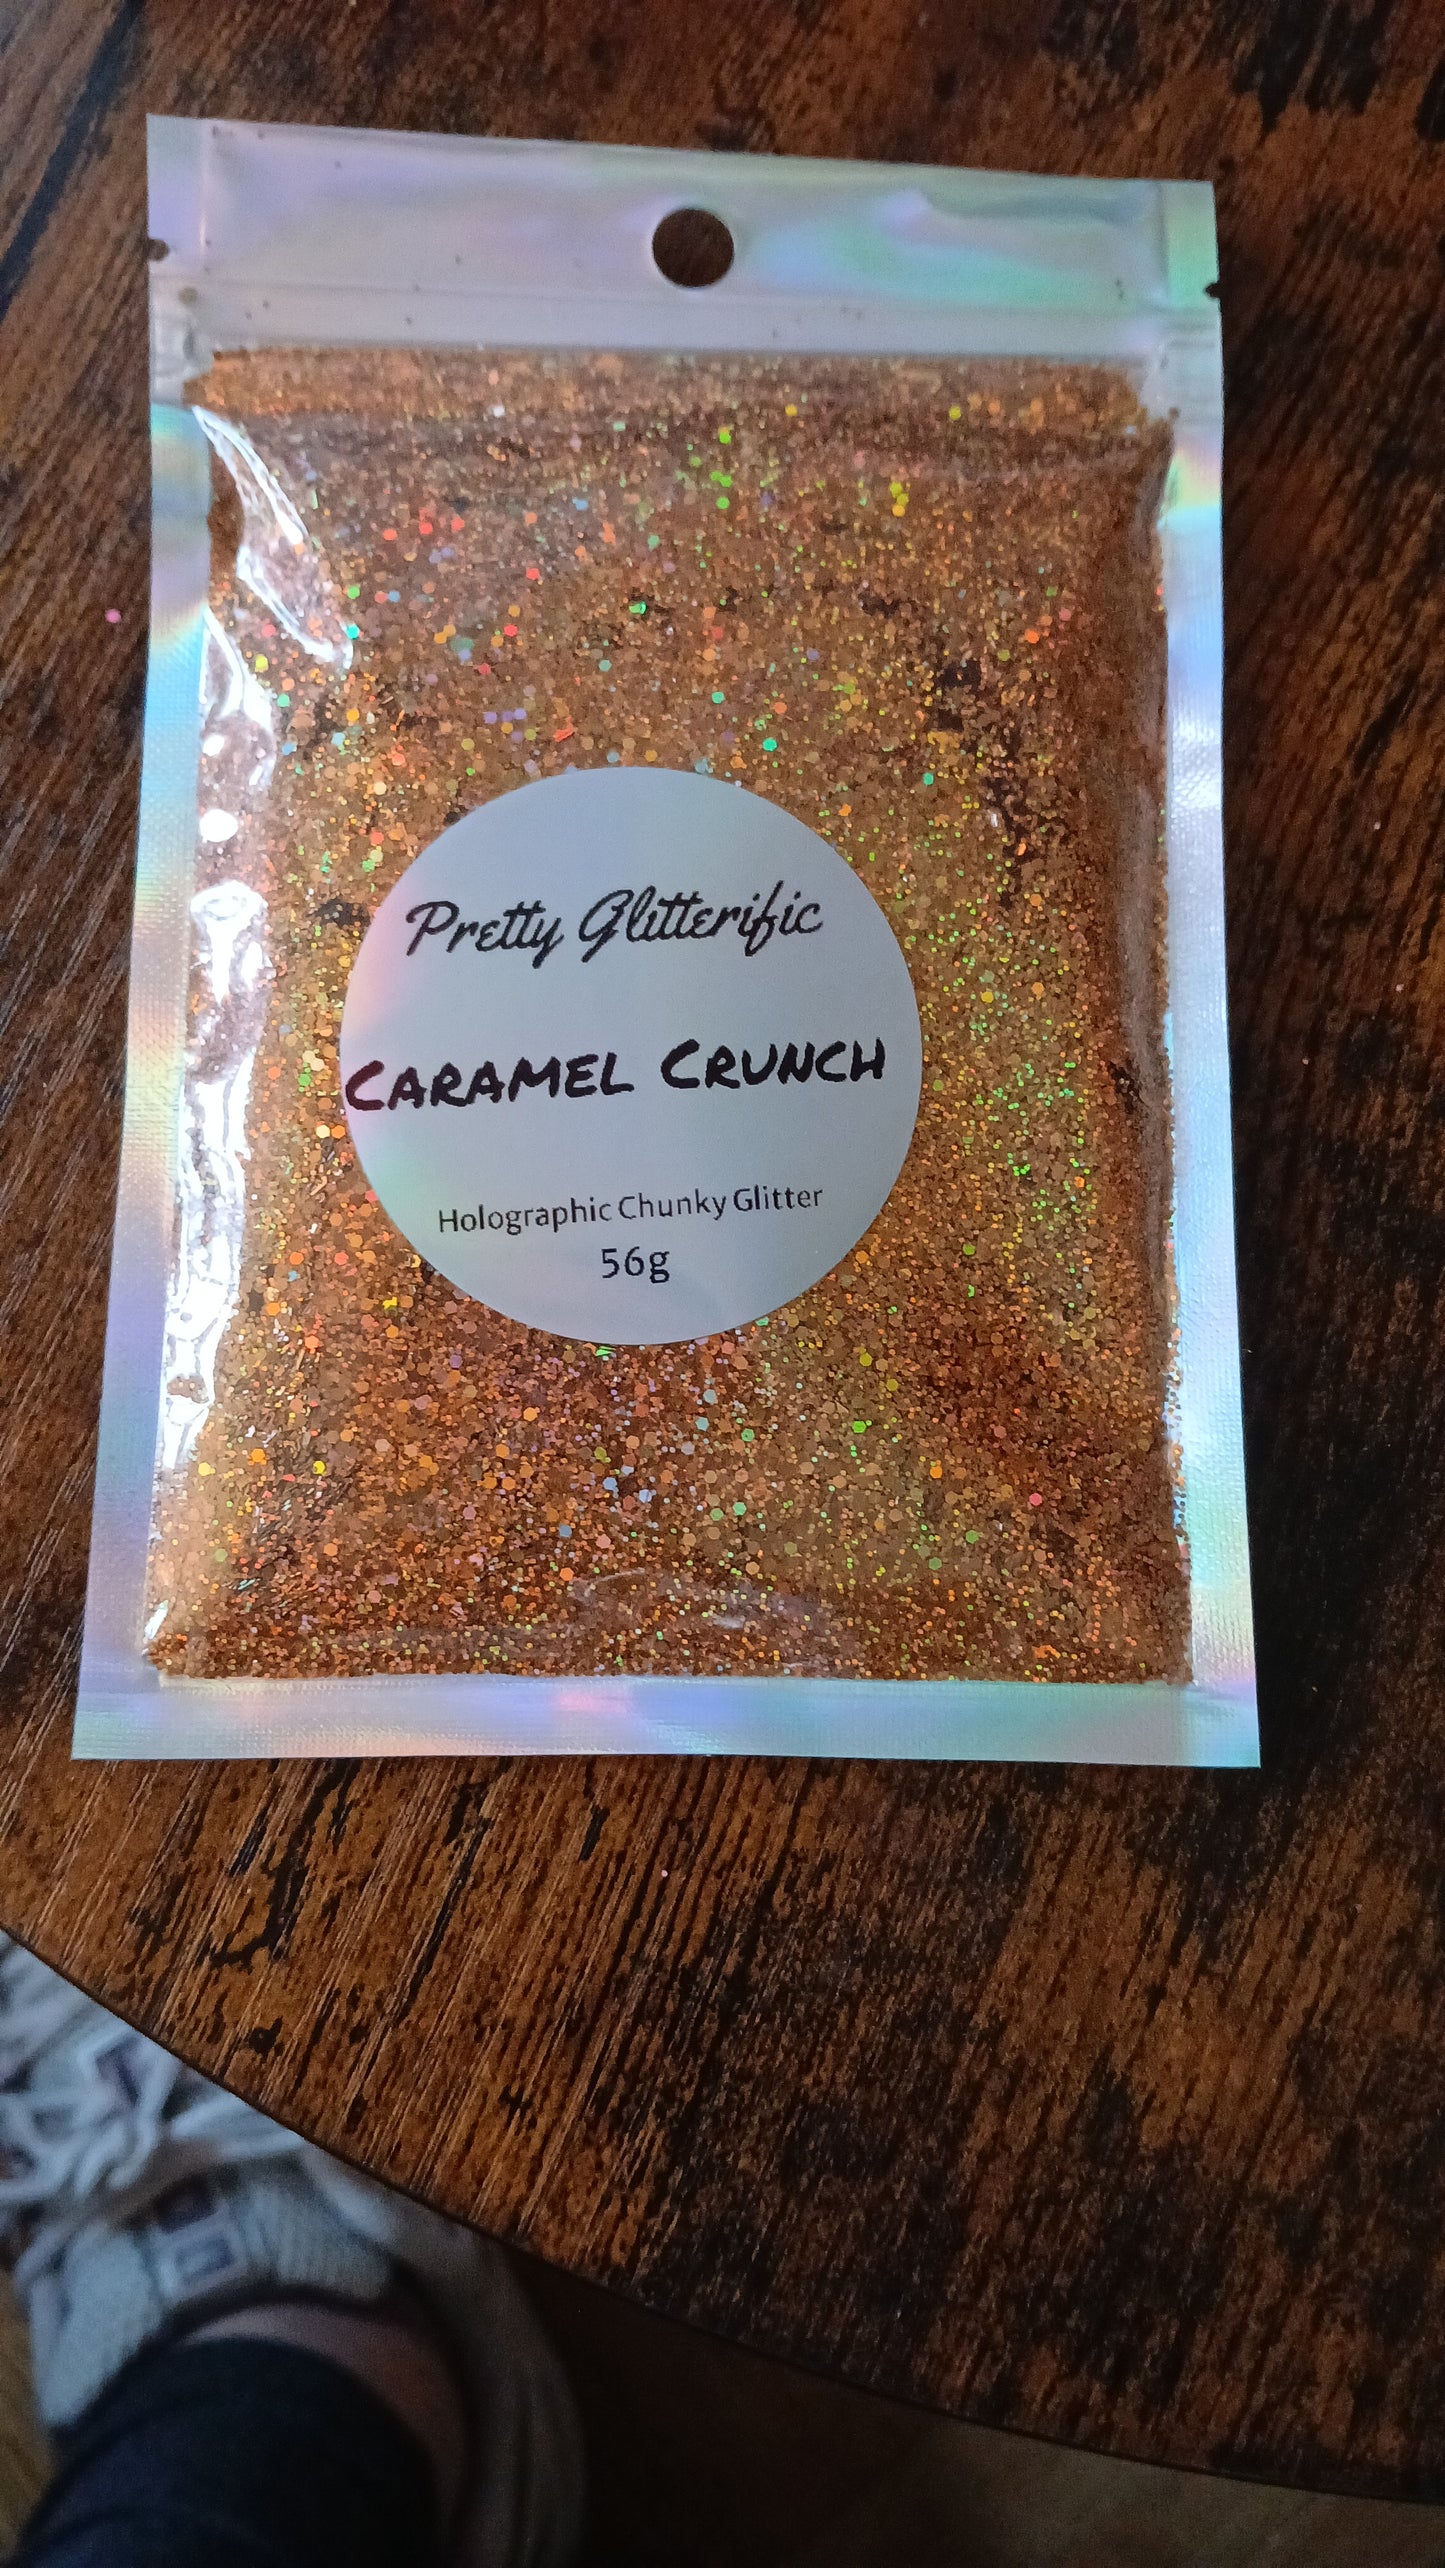 Pretty Glitterific
CARAMEL CRUNCH
Holographic Chunky Glitter
56g